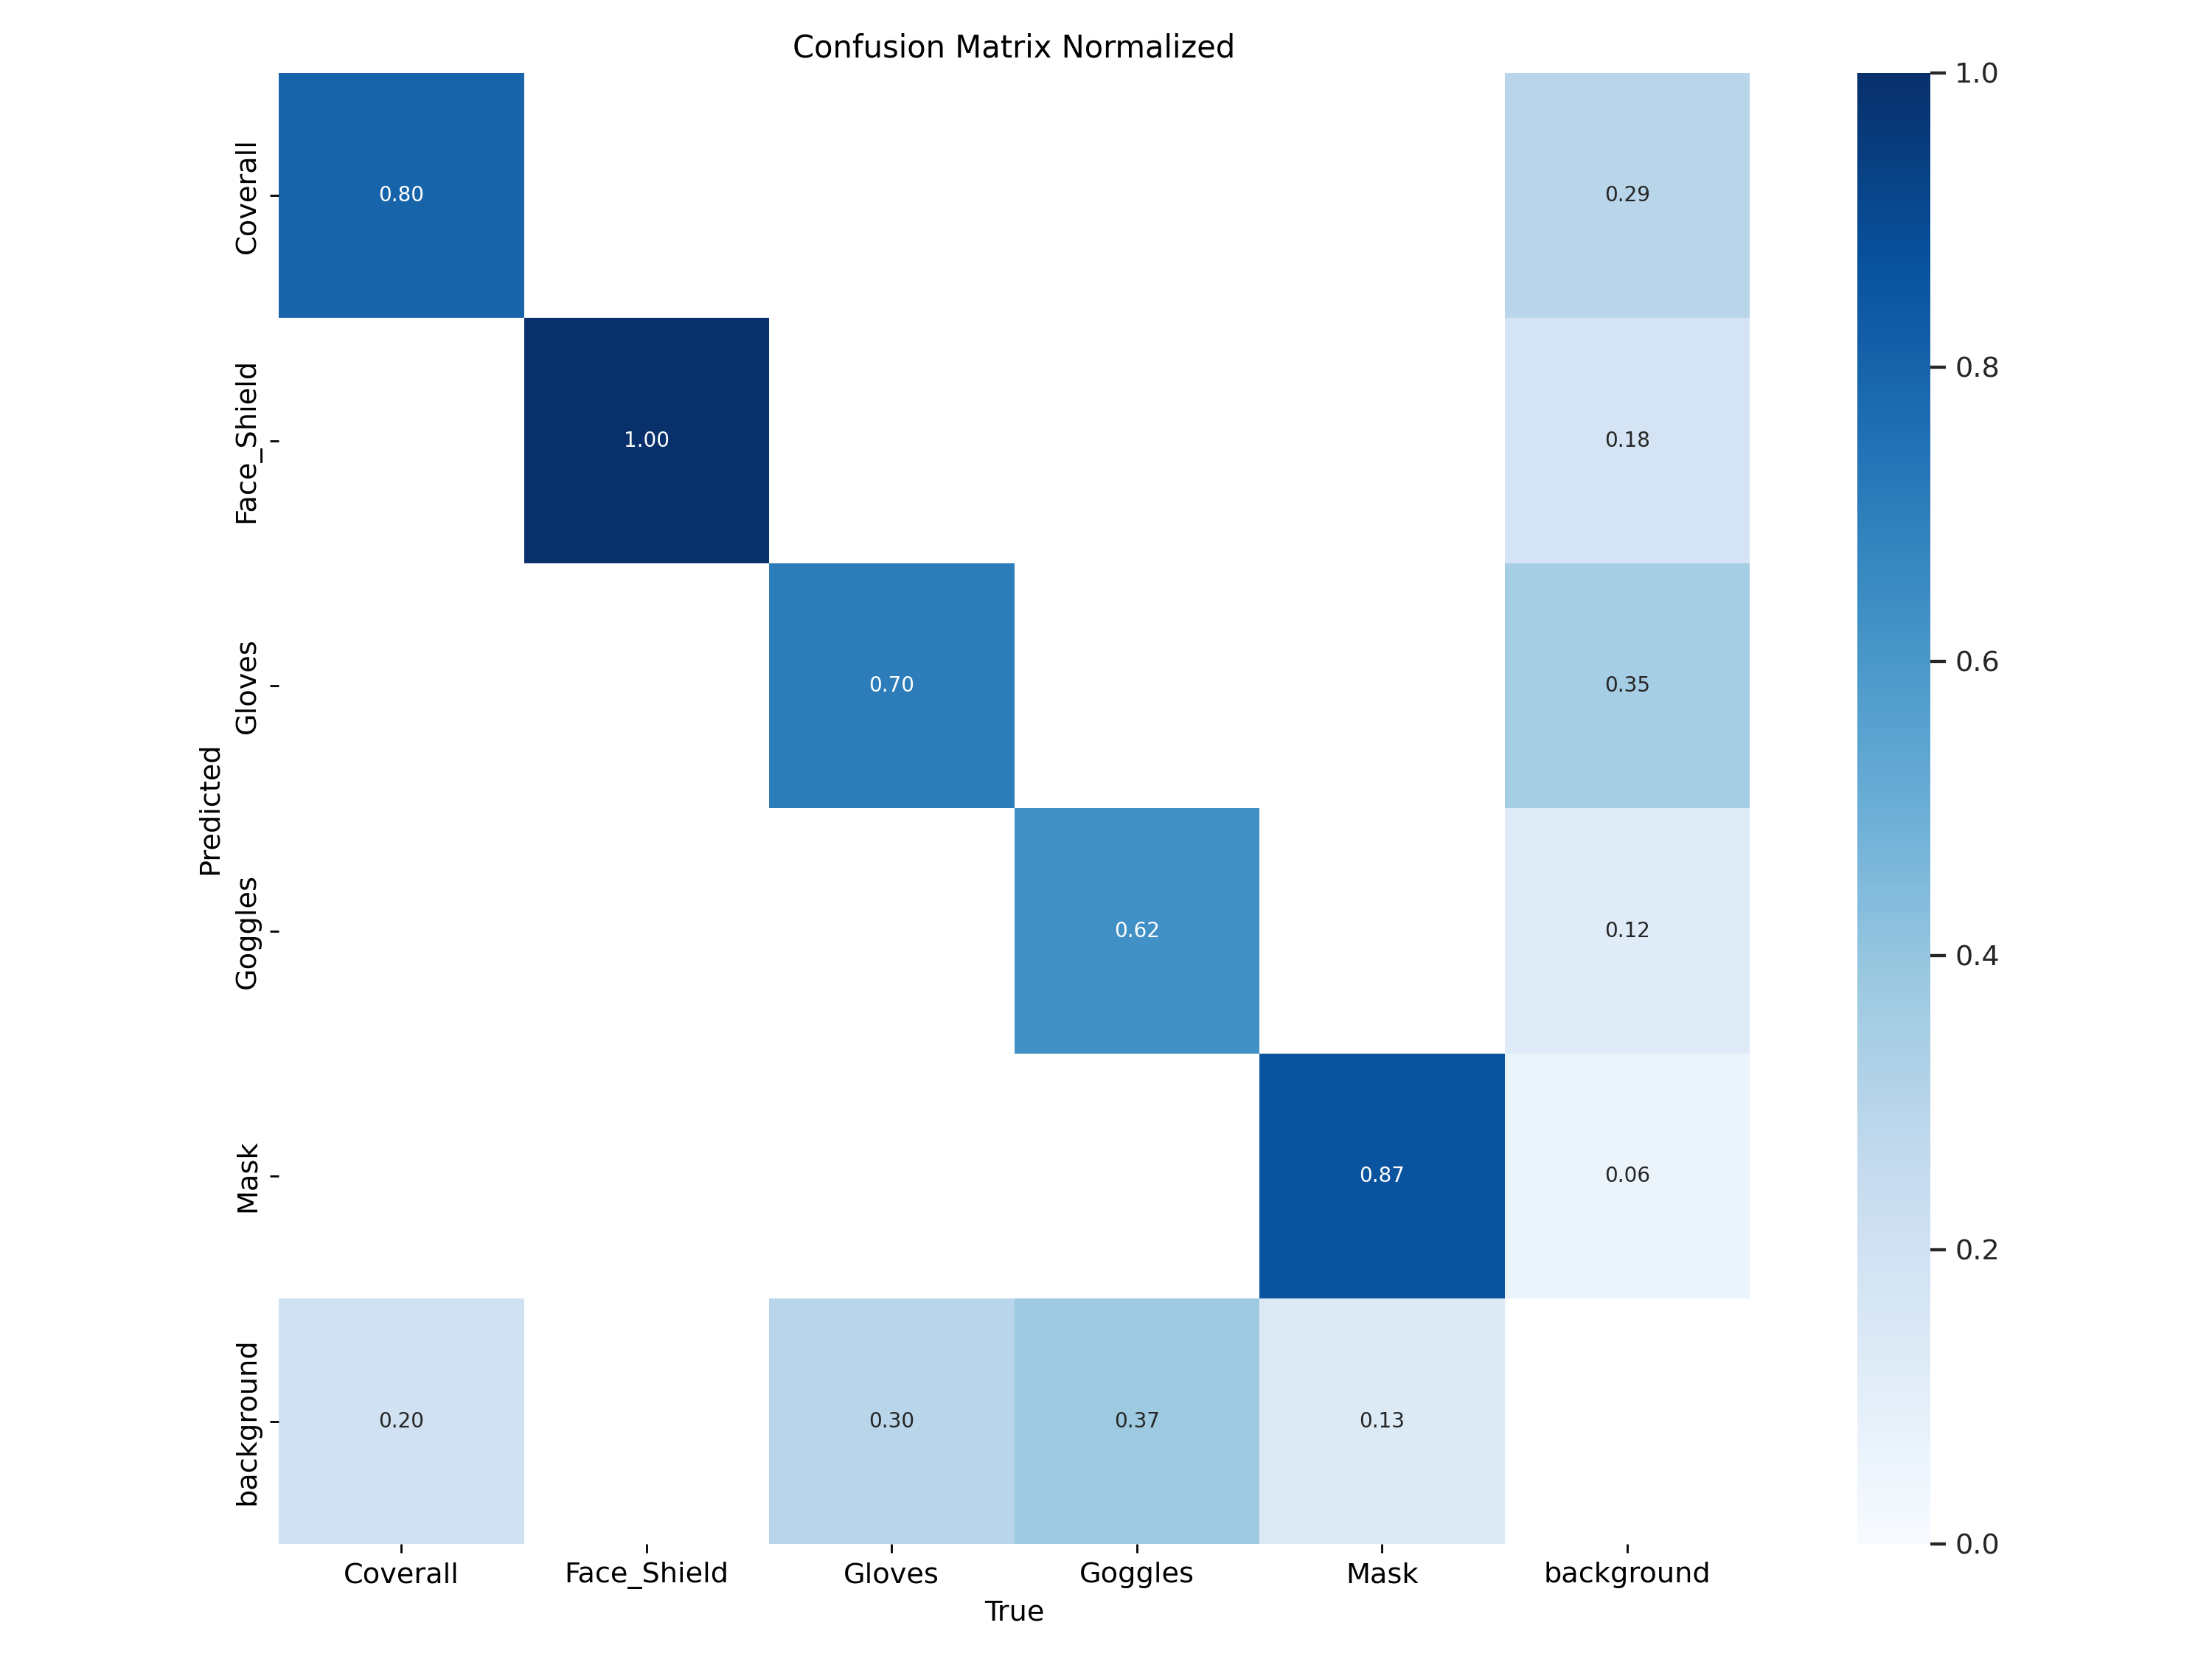 Confusion Matrix Normalized
Predicted
Coverall
0.80
0.29
Face_Shield
1.00
0.18
Gloves
0.70
0.35
Goggles
0.62
0.12
Mask
0.87
0.06
background
0.20
0.30
0.37
0.13
Coverall
Face_Shield
Gloves
Goggles
Mask
background
True
1.0
0.8
0.6
0.4
0.2
0.0